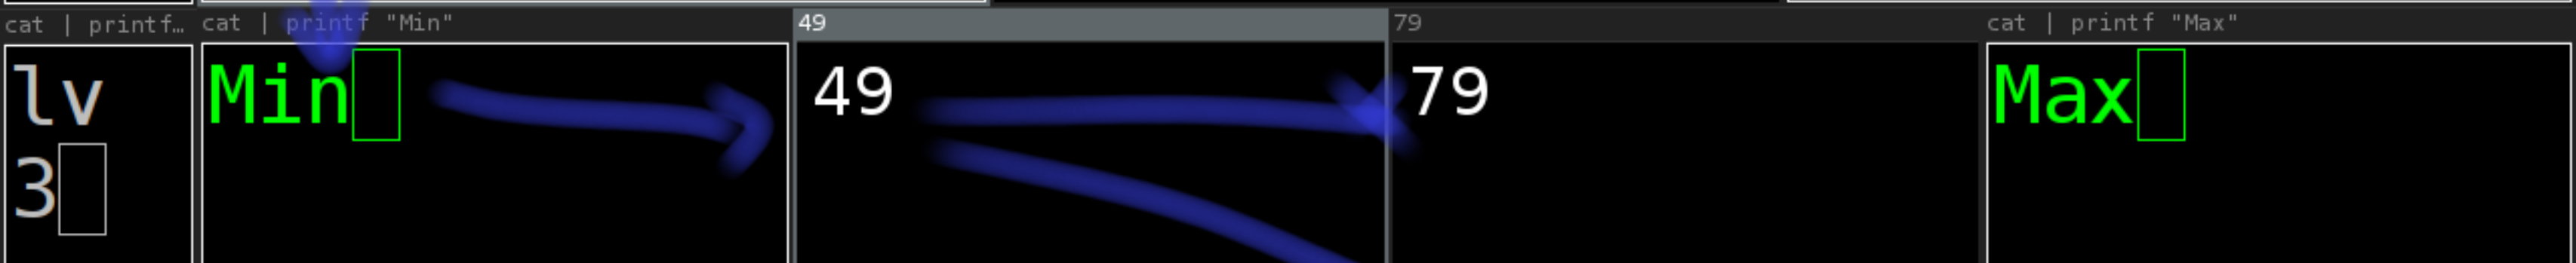 cat | printf…
cat | printf "Min"
49
79
cat | printf "Max"
lv
3
Min
49
79
Max